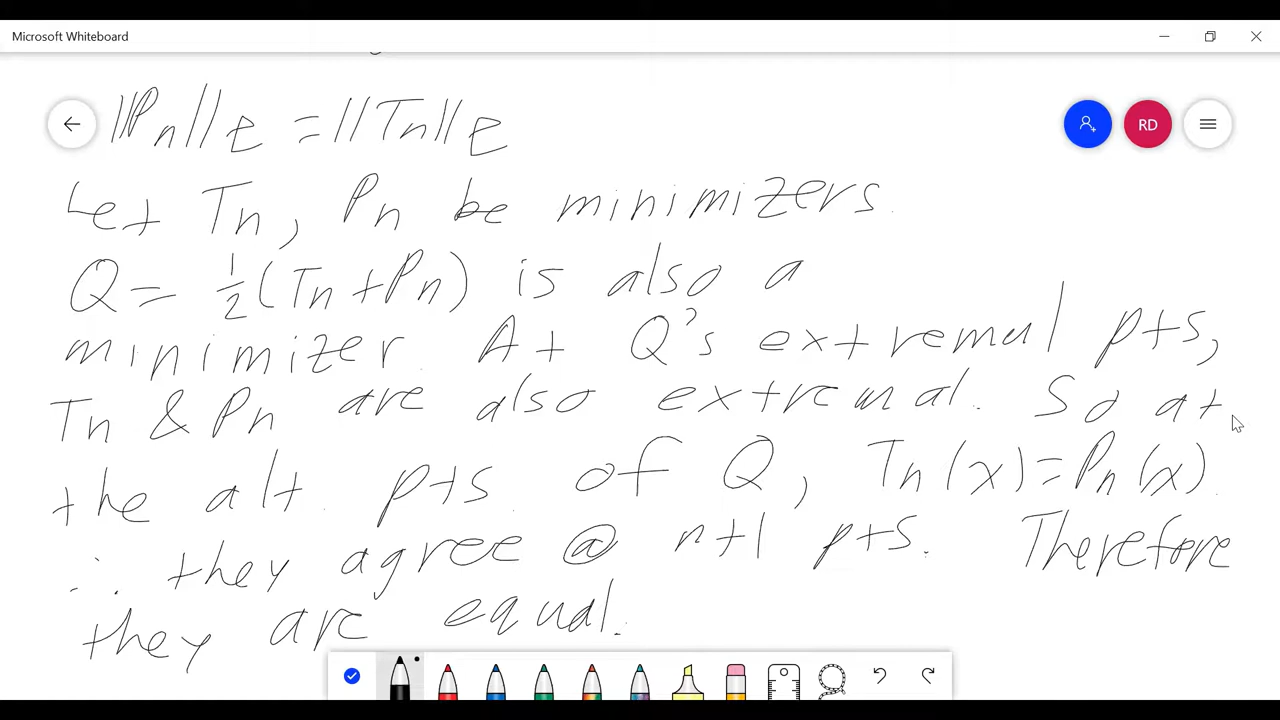 Microsoft Whiteboard
||Pn||E = ||Tn||E
RD
Let Tn, Pn be minimizers.
Q = 1/2 (Tn + Pn) is also a
minimizer. At Q's extremal pts,
Tn & Pn are also extremal. So at
the alt. pts. of Q, Tn(x) = Pn(x).
∴ they agree @ n+1 pts. Therefore
they are equal.